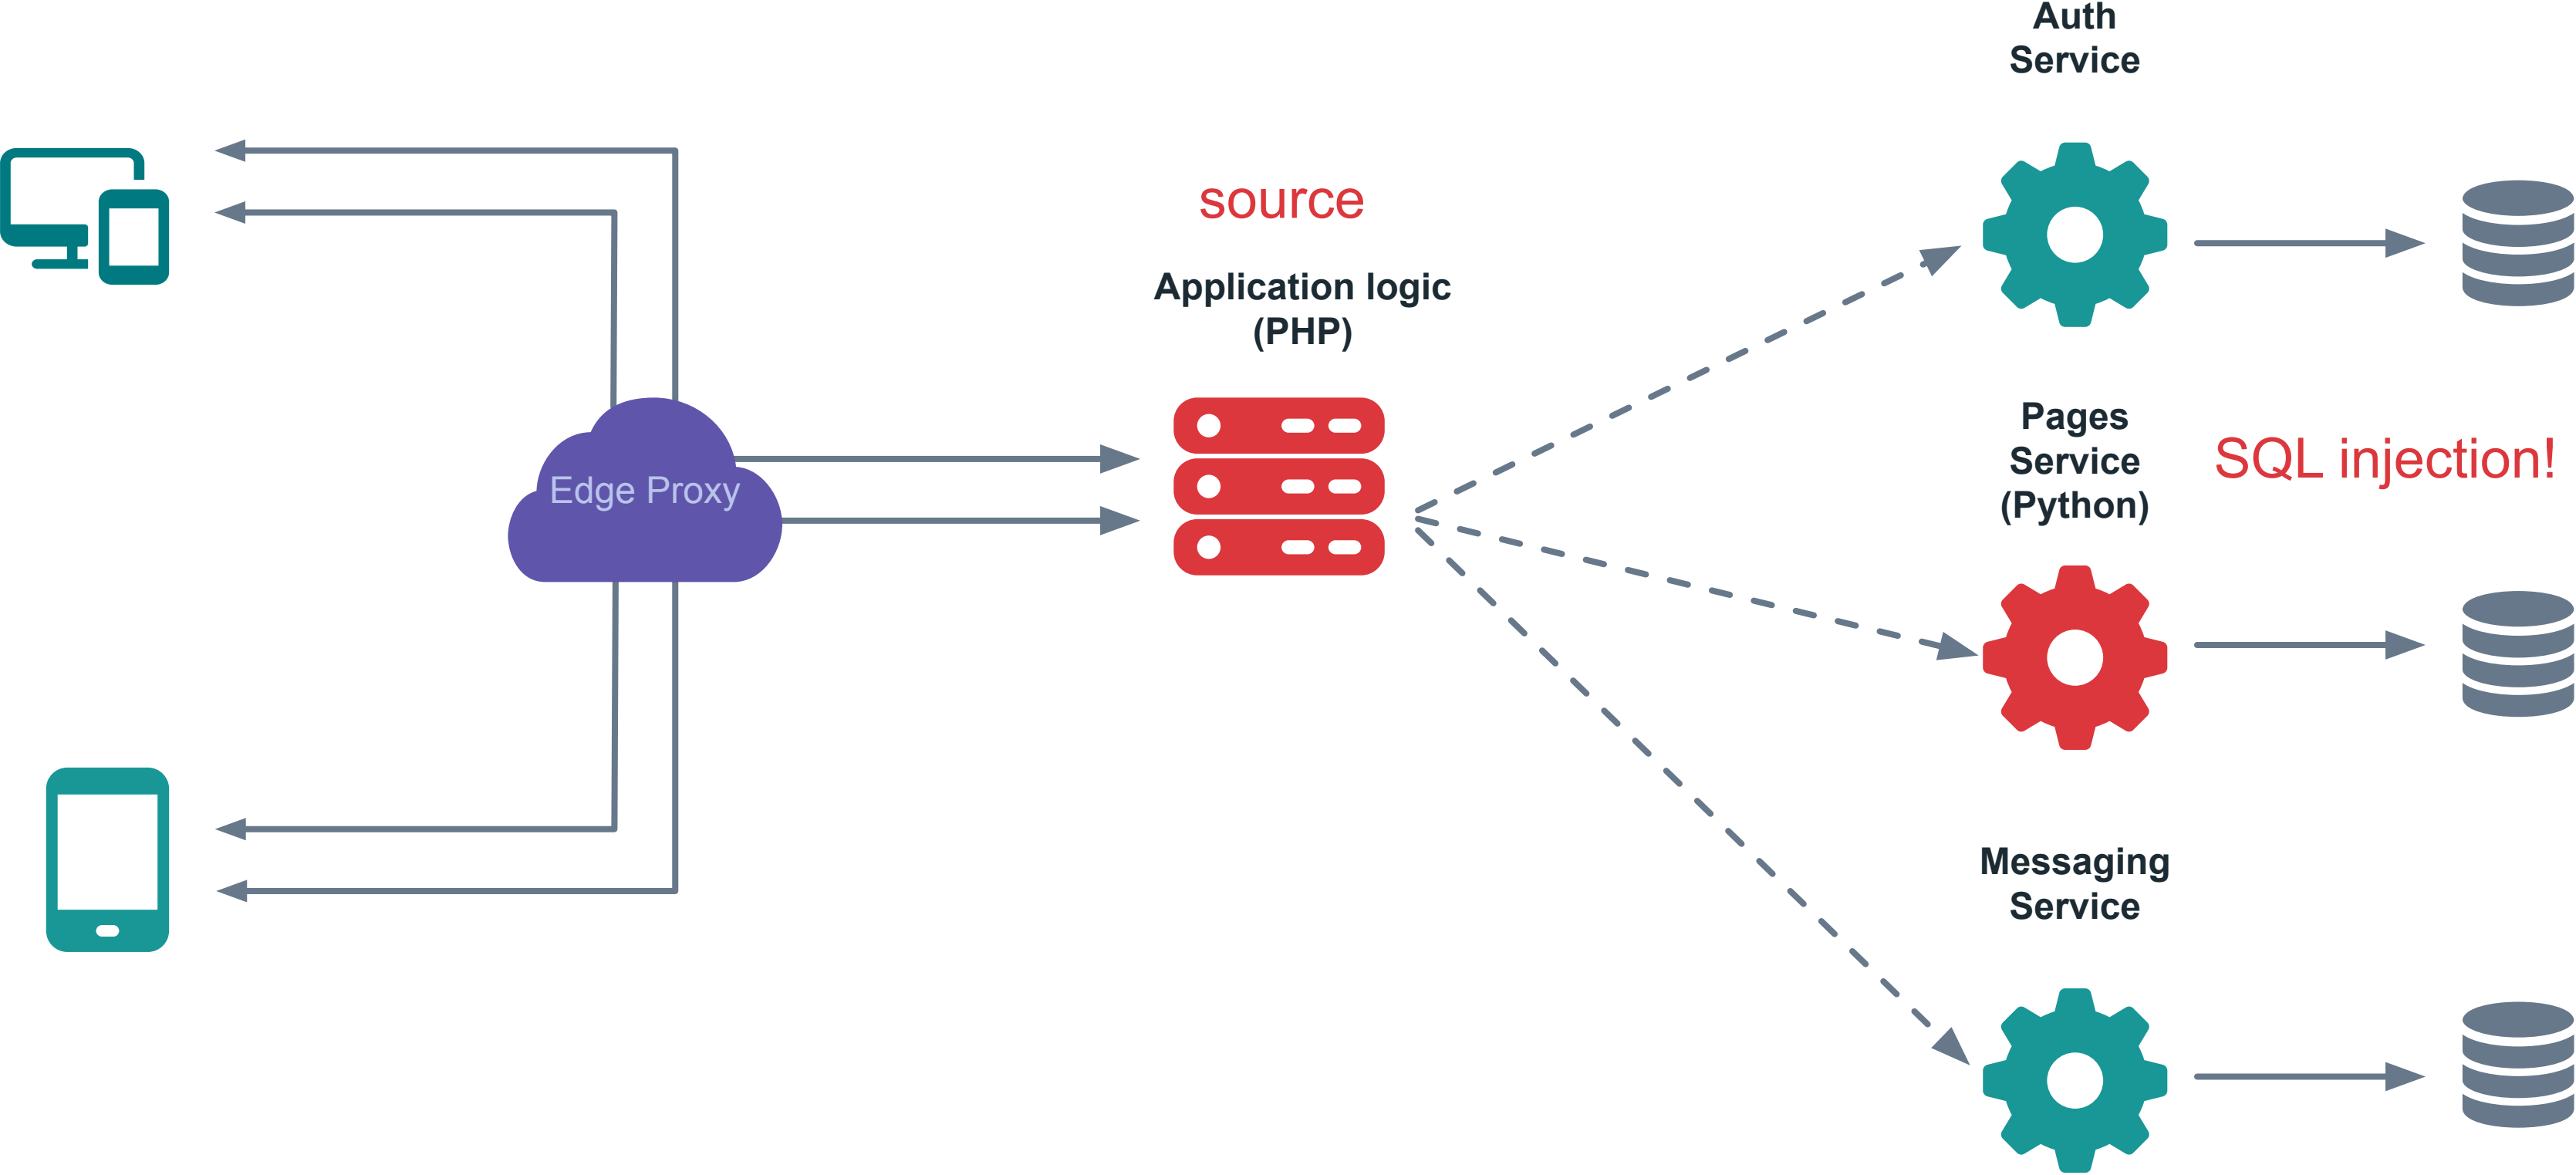 Auth
Service
source
Application logic
(PHP)
Pages
Service
(Python)
SQL injection!
Edge Proxy
Messaging
Service